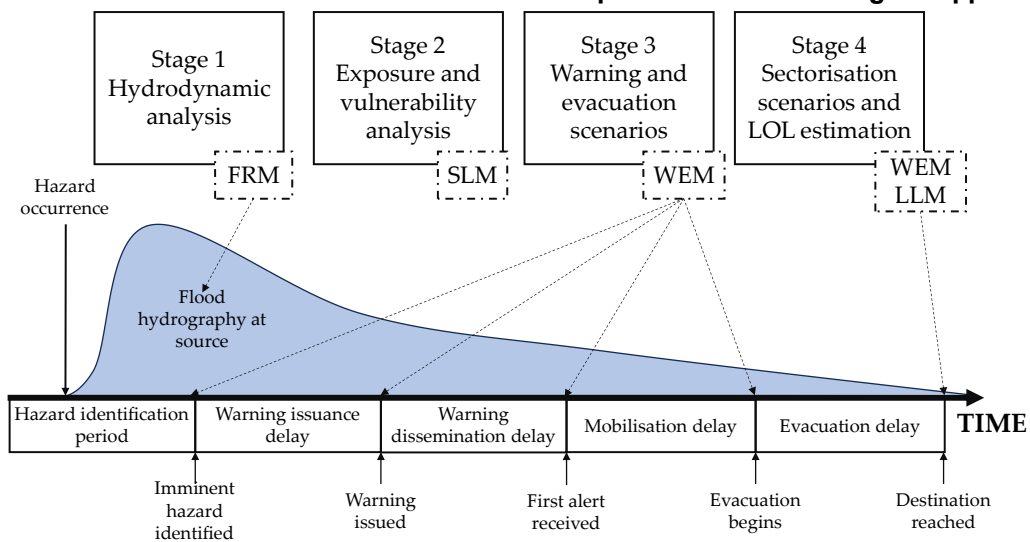 Stage 1
Hydrodynamic
analysis
Stage 2
Exposure and
vulnerability
analysis
Stage 3
Warning and
evacuation
scenarios
Stage 4
Sectorisation
scenarios and
LOL estimation
FRM
SLM
WEM
WEM
LLM
Hazard
occurrence
Flood
hydrography at
source
Hazard identification
period
Warning issuance
delay
Warning
dissemination delay
Mobilisation delay
Evacuation delay
TIME
Imminent
hazard
identified
Warning
issued
First alert
received
Evacuation
begins
Destination
reached